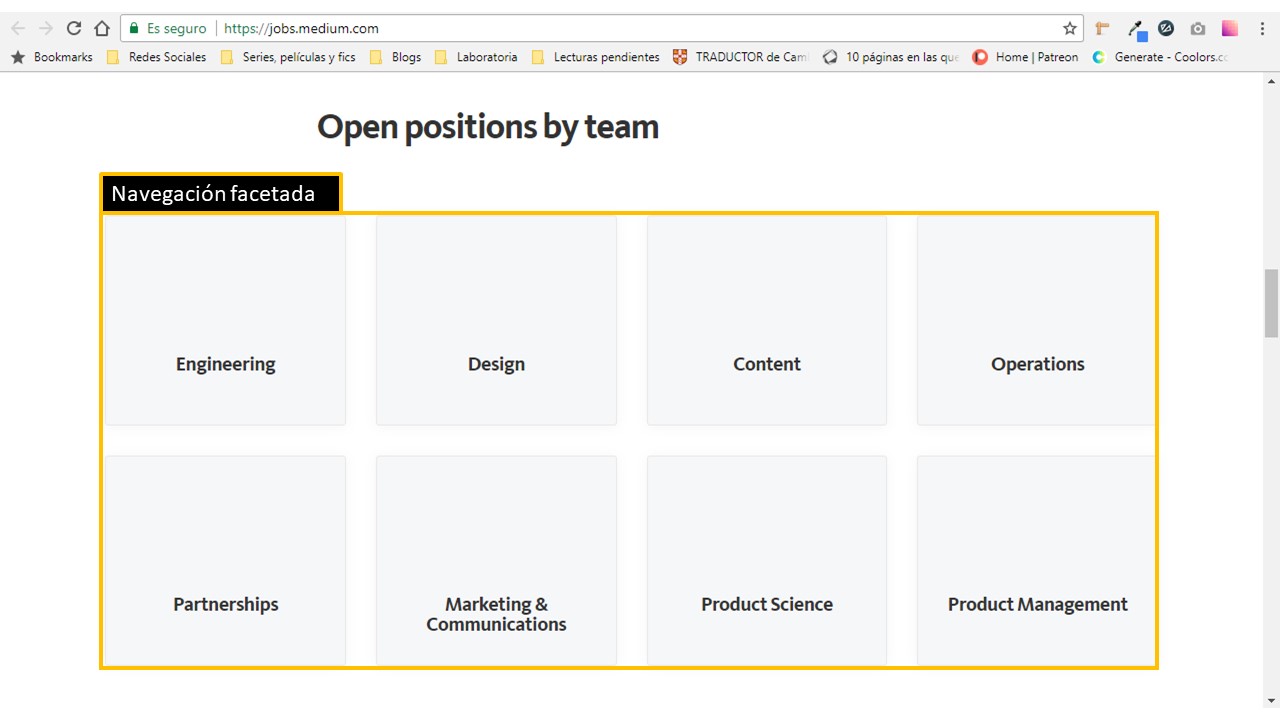 Es seguro https://jobs.medium.com
Bookmarks Redes Sociales Series, películas y fics Blogs Laboratoria Lecturas pendientes TRADUCTOR de Cam 10 páginas en las que Home | Patreon Generate - Coolors.cc
Open positions by team
Navegación facetada
Engineering Design Content Operations
Partnerships Marketing & Product Science Product Management
Communications